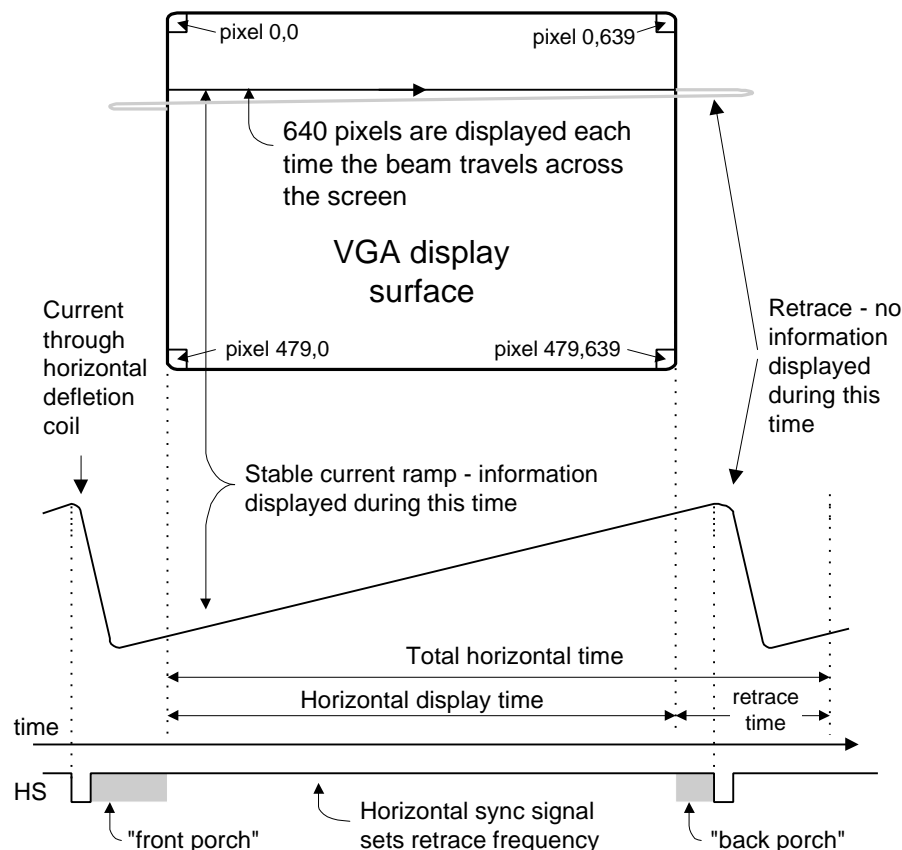 pixel 0,0
pixel 0,639
640 pixels are displayed each
time the beam travels across
the screen
VGA display
surface
pixel 479,0
pixel 479,639
Current
through
horizontal
defletion
coil
Retrace - no
information
displayed
during this
time
Stable current ramp - information
displayed during this time
Total horizontal time
Horizontal display time
retrace
time
time
HS
"front porch"
Horizontal sync signal
sets retrace frequency
"back porch"